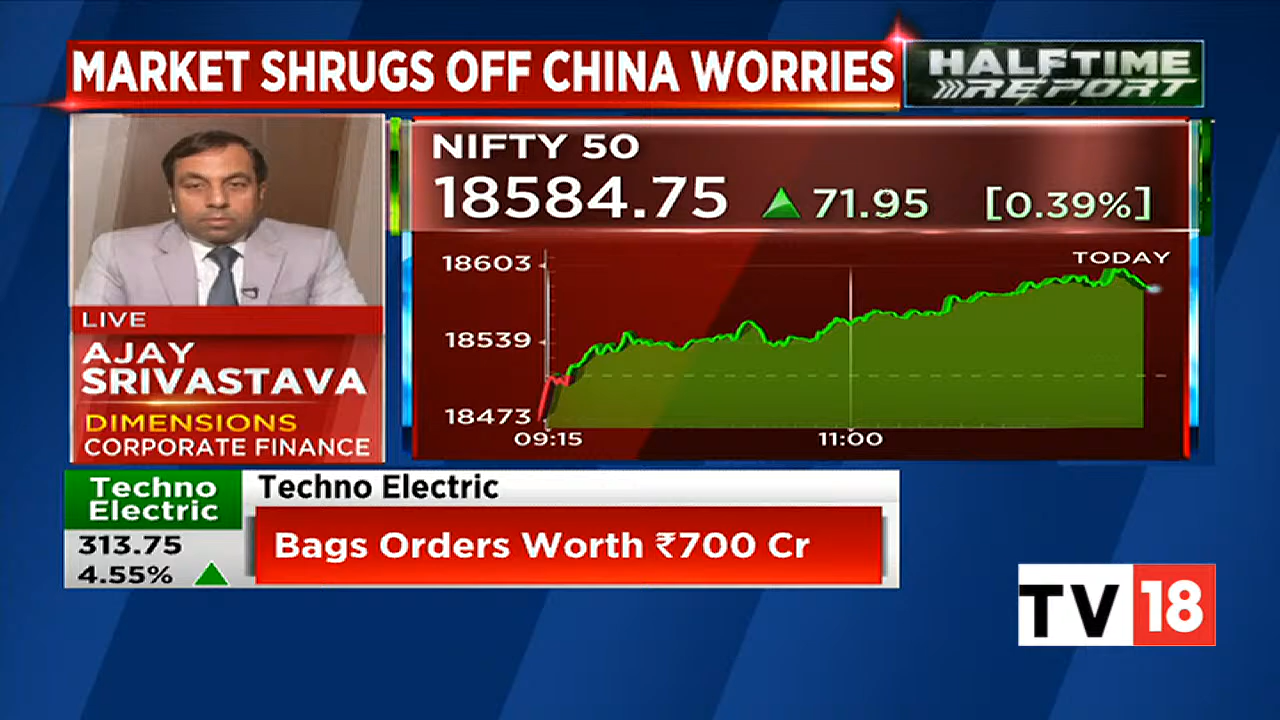 MARKET SHRUGS OFF CHINA WORRIES
HALFTIME
REPORT
NIFTY 50
18584.75 ▲ 71.95 [0.39%]
TODAY
18603
18539
18473
09:15 11:00
LIVE
AJAY
SRIVASTAVA
DIMENSIONS
CORPORATE FINANCE
Techno
Electric
313.75
4.55% ▲
Techno Electric
Bags Orders Worth ₹700 Cr
TV18